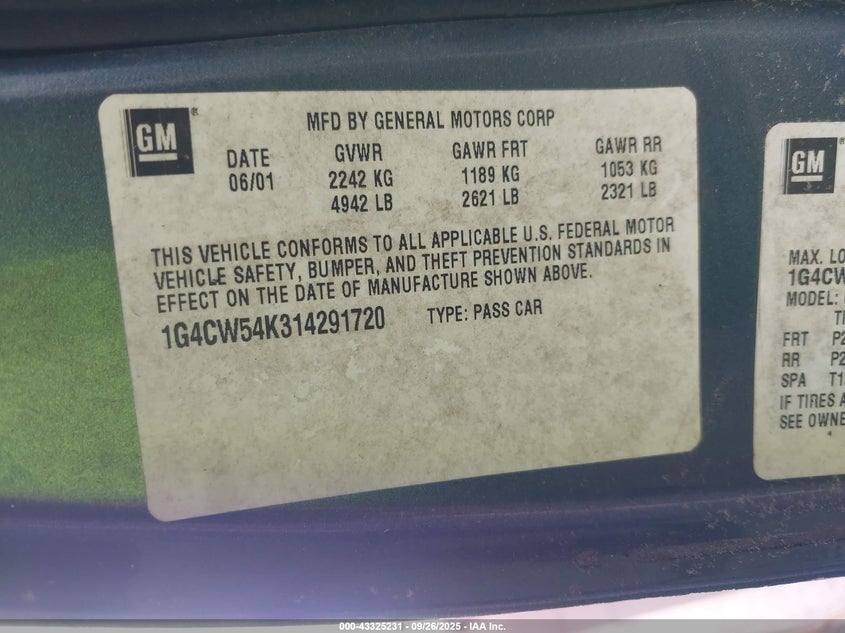 GM®
MFD BY GENERAL MOTORS CORP
DATE GVWR GAWR FRT GAWR RR
06/01 2242 KG 1189 KG 1053 KG
4942 LB 2621 LB 2321 LB
THIS VEHICLE CONFORMS TO ALL APPLICABLE U.S. FEDERAL MOTOR
VEHICLE SAFETY, BUMPER, AND THEFT PREVENTION STANDARDS IN
EFFECT ON THE DATE OF MANUFACTURE SHOWN ABOVE.
1G4CW54K314291720 TYPE: PASS CAR
GM®
MAX. LO
1G4CW
MODEL:
FRT P2
RR P2
SPA T1
IF TIRES A
SEE OWNE
000-43325231 - 09/26/2025 - IAA Inc.